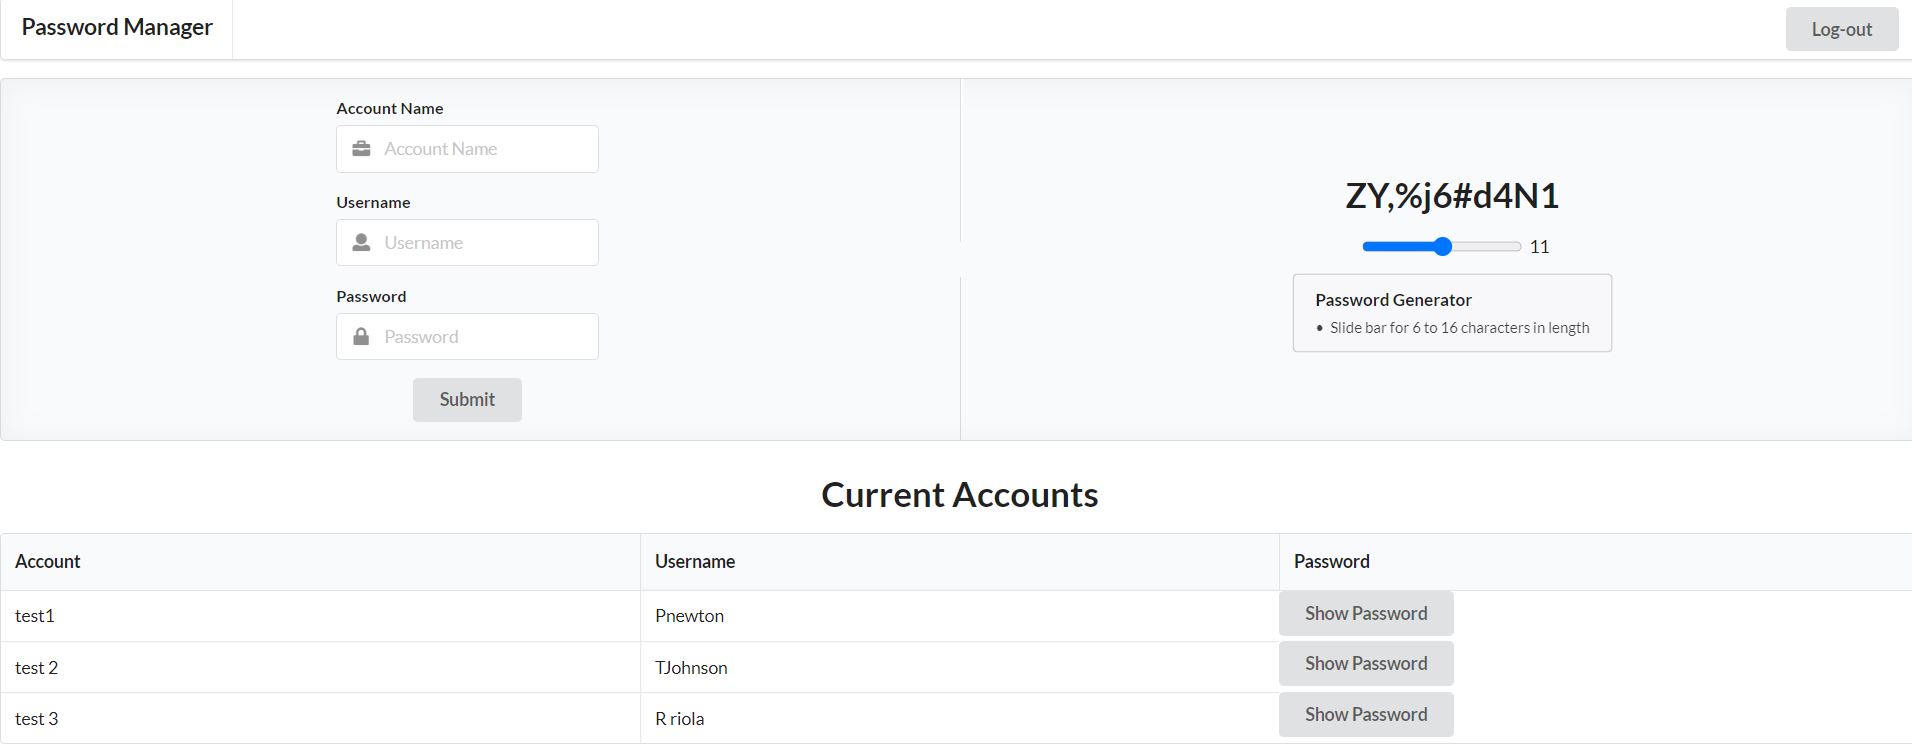 Password Manager
Log-out
Account Name
Account Name
Username
Username
Password
Password
Submit
ZY,%j6#d4N1
11
Password Generator
• Slide bar for 6 to 16 characters in length
Current Accounts
Account Username Password
test1 Pnewton Show Password
test 2 TJohnson Show Password
test 3 R riola Show Password